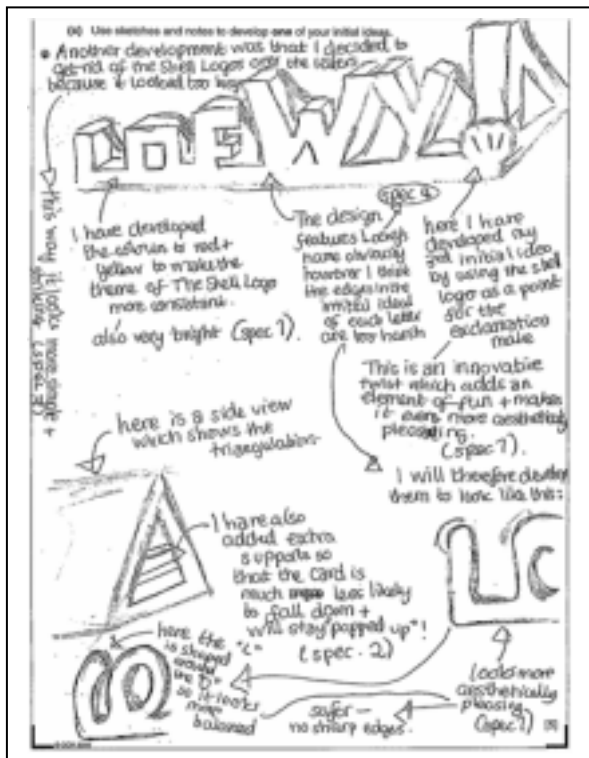 Use sketches and notes to develop one of your initial ideas.
Another development was that I decided to
get rid of the Shell Logos over the
because it looked too
this way it looks more simple +
(spec 7)
I have developed
the colours to red +
yellow to make the
theme of The Shell Logo
more consistent.
also very bright (spec 1).
The design
spec 4
features
name obviously
however I think
the edges in the
initial idea
of each letter
are too harsh
here I have
developed my
initial idea
by using the shell
logo as a point
for the
exclamation
mark
This is an innovative
twist which adds an
element of fun + makes
it even more aesthetically
pleasing.
(spec 7).
I will therefore develop
them to look like this:
here is a side view
which shows the
triangulation
I have also
added extra
supports so
that the card is
much less likely
to fall down +
will stay "popped up"!
(spec. 2)
LC
here the "L"
is shaped
around
the "O"
so it looks
more
balanced
safer -
no sharp edges.
looks more
aesthetically
pleasing
(spec 7)